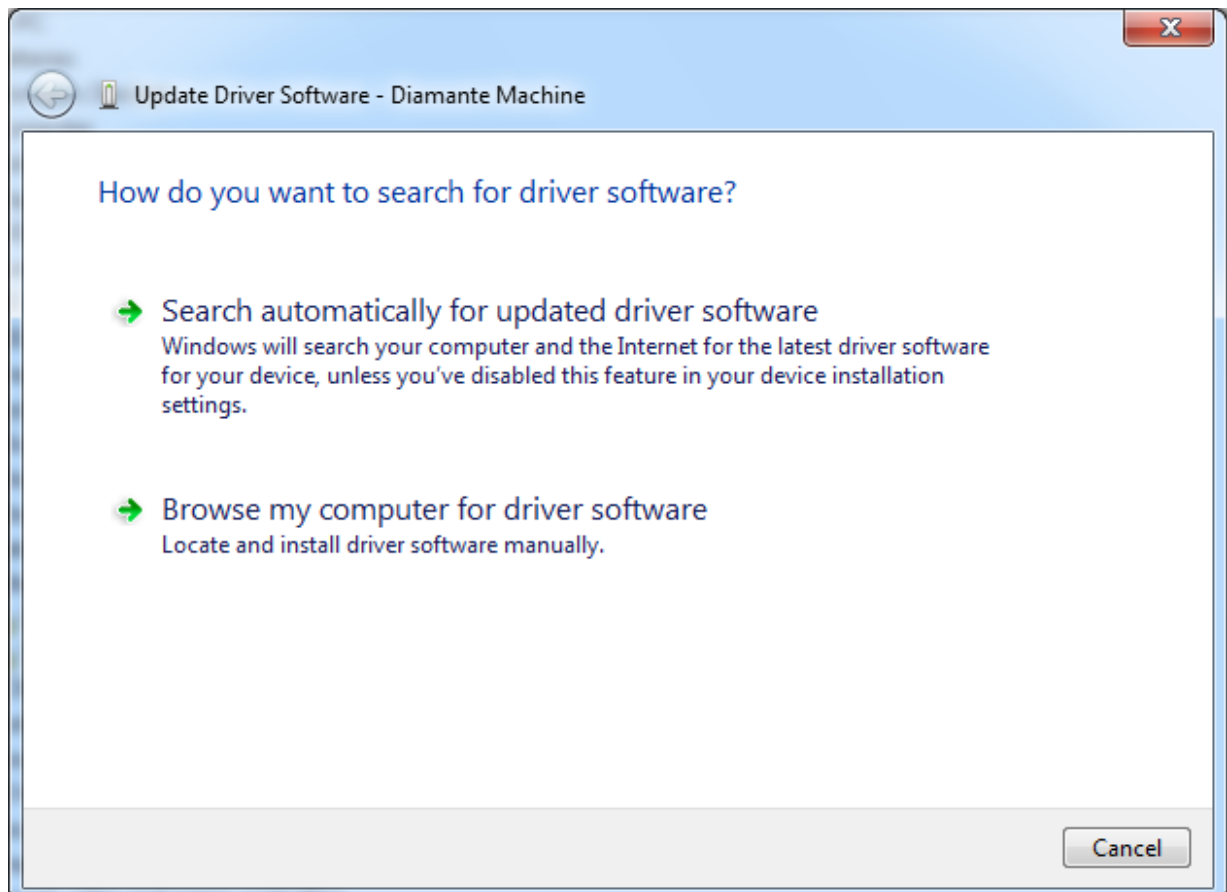 Update Driver Software - Diamante Machine
How do you want to search for driver software?
Search automatically for updated driver software
Windows will search your computer and the Internet for the latest driver software
for your device, unless you've disabled this feature in your device installation
settings.
Browse my computer for driver software
Locate and install driver software manually.
Cancel